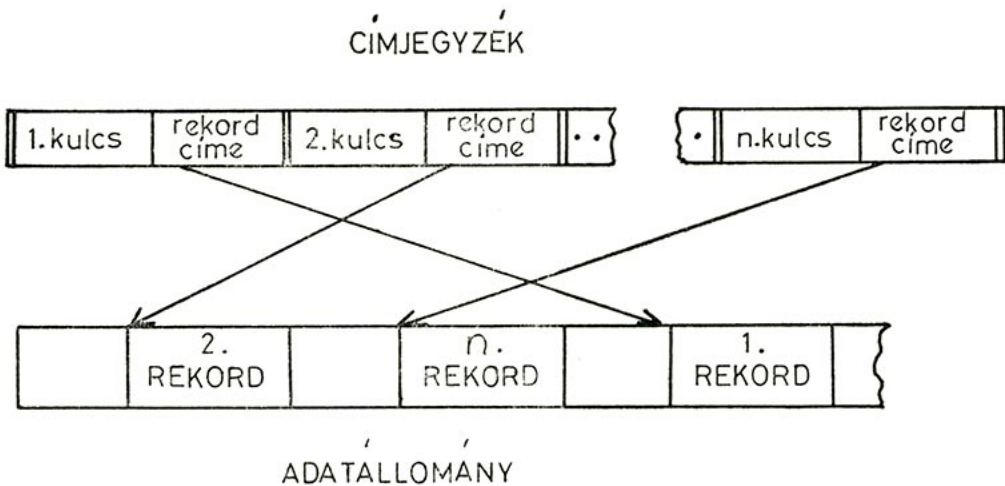 CÍMJEGYZÉK
1.kulcs
rekord
címe
2.kulcs
rekord
címe
n.kulcs
rekord
címe
2.
REKORD
n.
REKORD
1.
REKORD
ADATÁLLOMÁNY